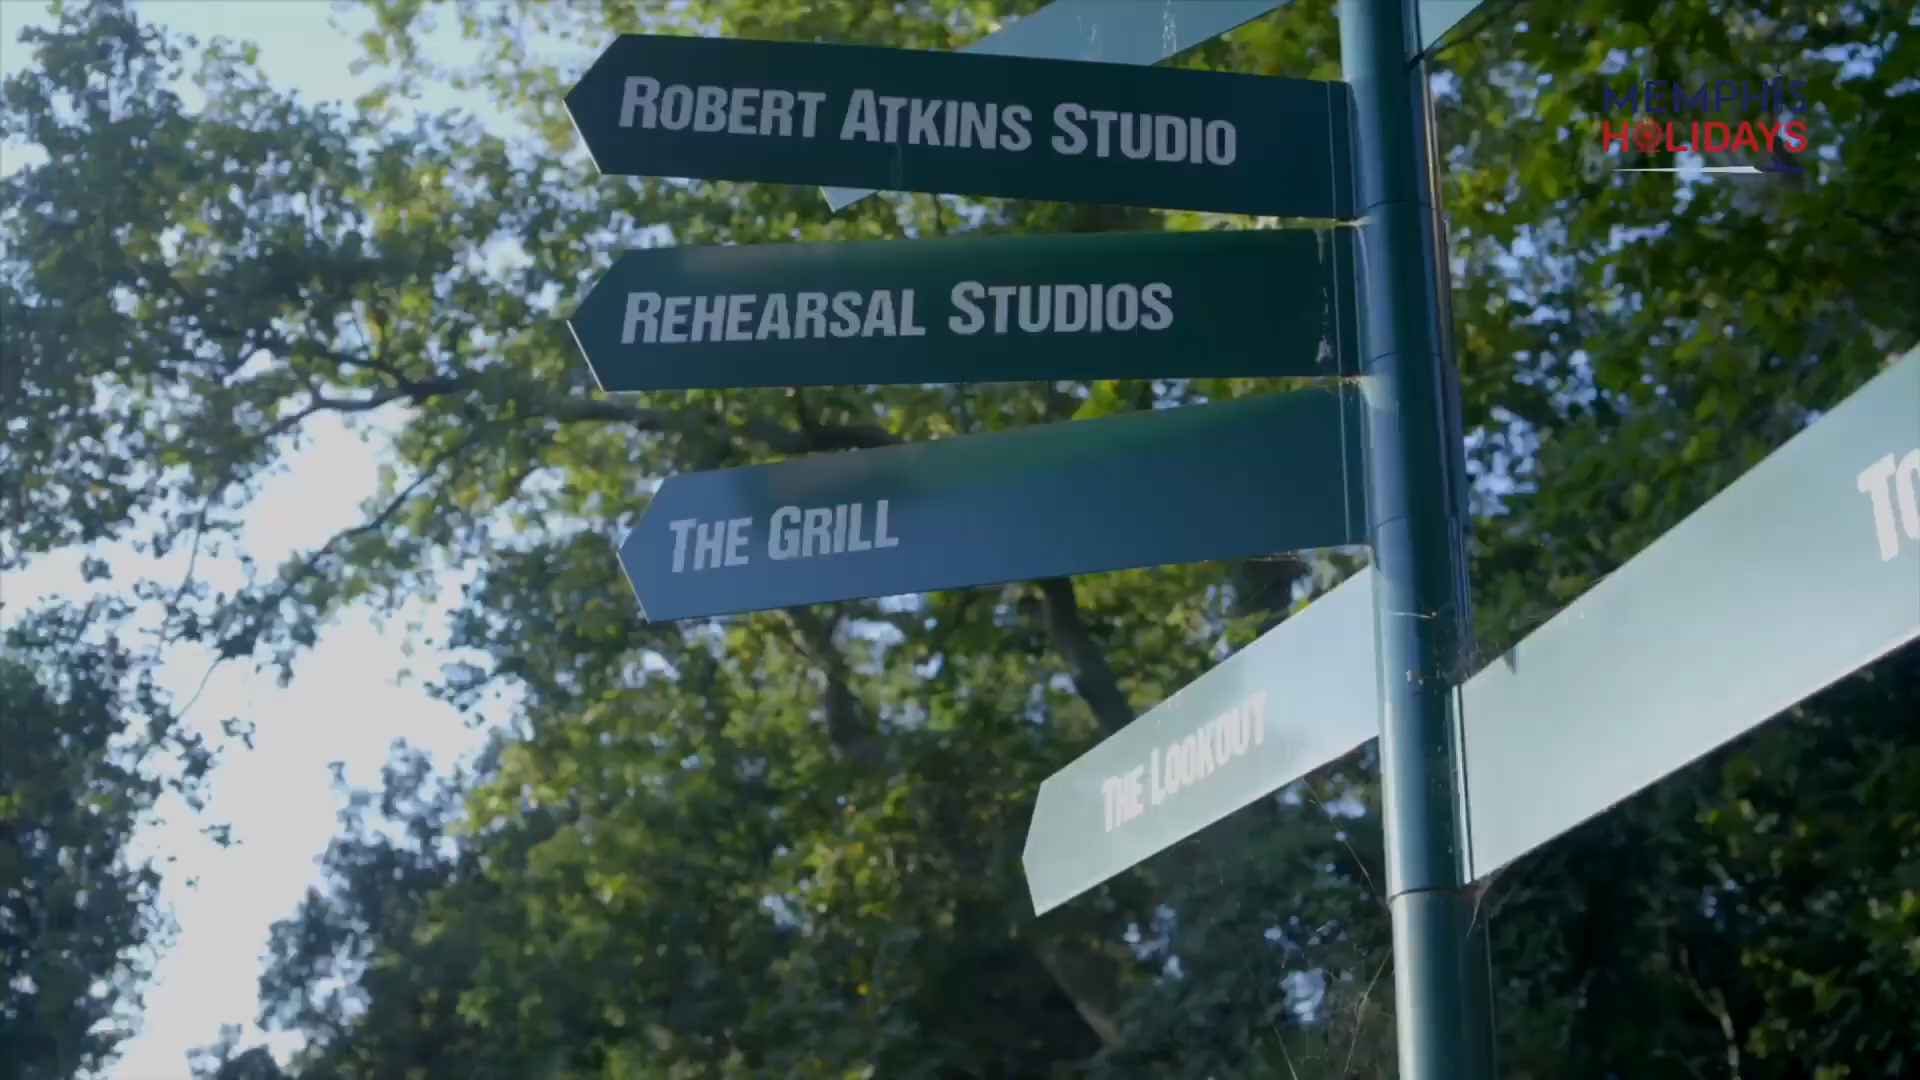 Robert Atkins Studio
MEMPHIS
HOLIDAYS
Rehearsal Studios
The Grill
The Lookout